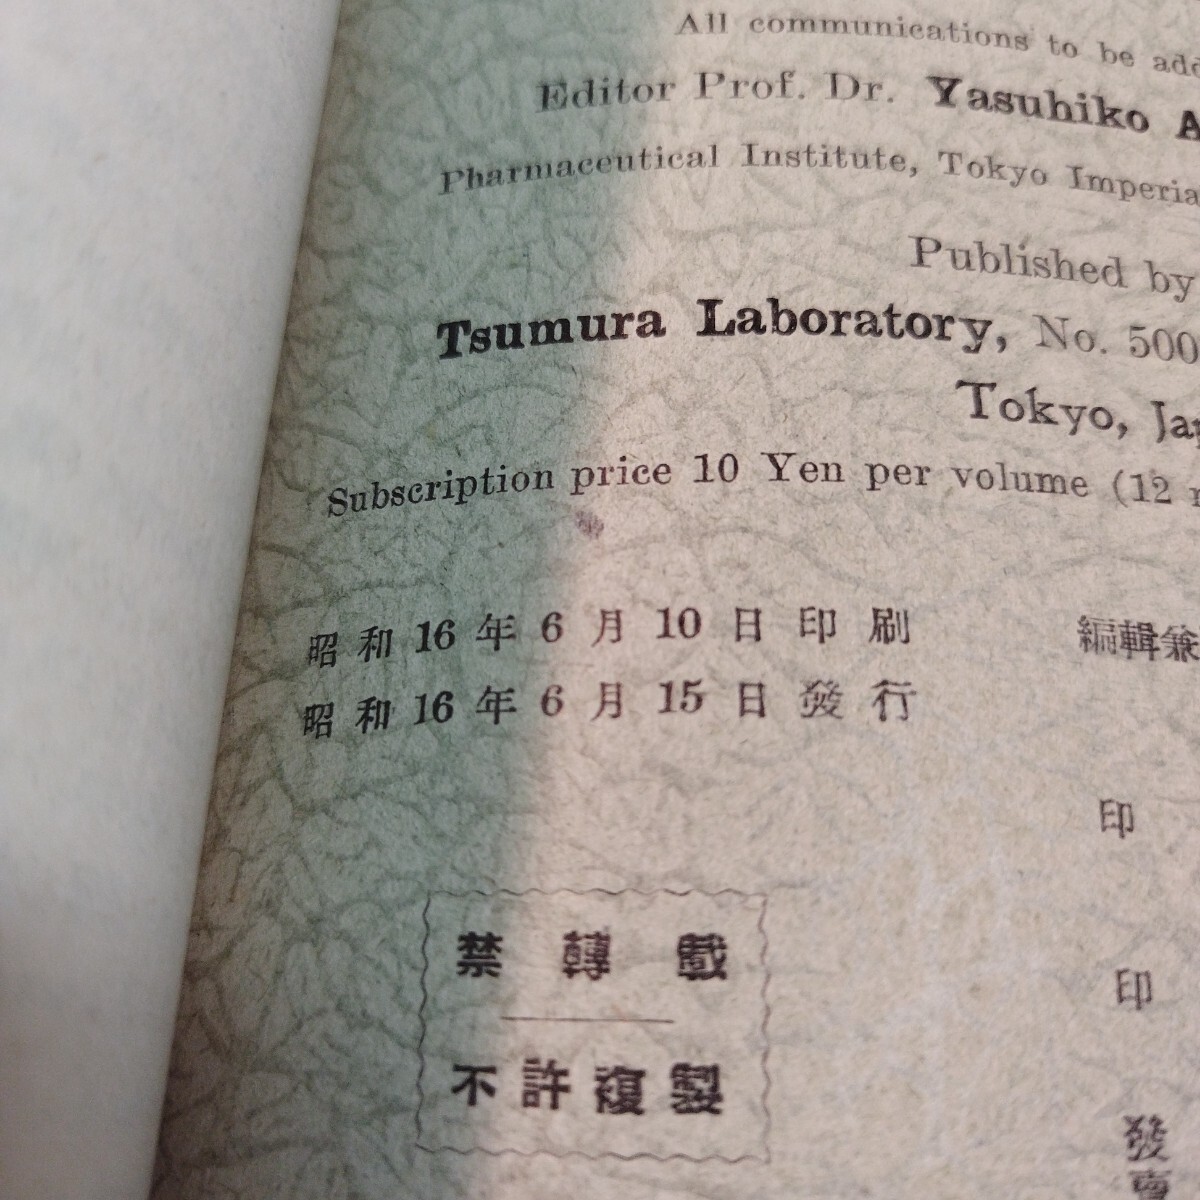 All communications to be
Editor Prof. Dr. Yasuhiko
Pharmaceutical Institute, Tokyo
Published by
Tsumura Laboratory, No. 500
Tokyo,
Subscription price 10 Yen per volume (12
昭和16年6月10日印刷
昭和16年6月15日發行
編輯兼
印
印
發
禁轉載
不許複製